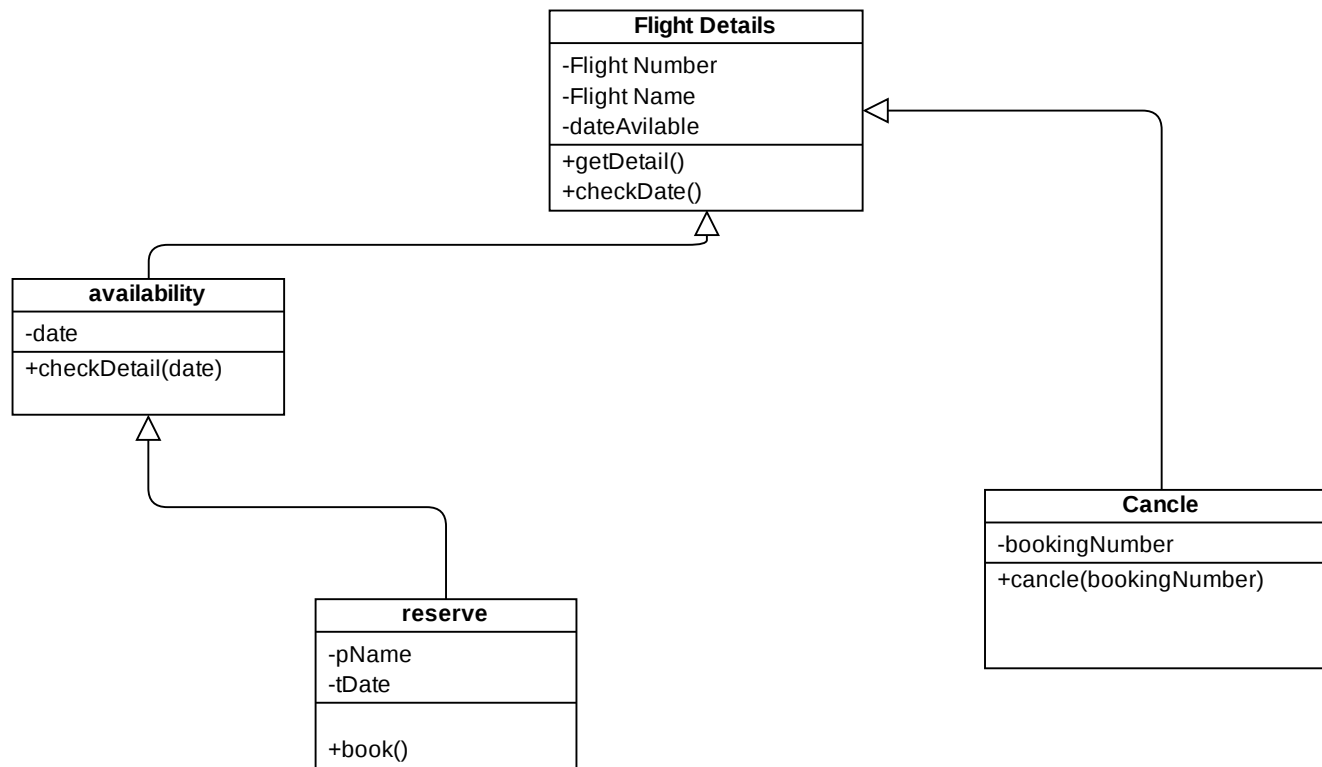 Flight Details
-Flight Number
-Flight Name
-dateAvilable
+getDetail()
+checkDate()
availability
-date
+checkDetail(date)
Cancle
-bookingNumber
+cancle(bookingNumber)
reserve
-pName
-tDate
+book()